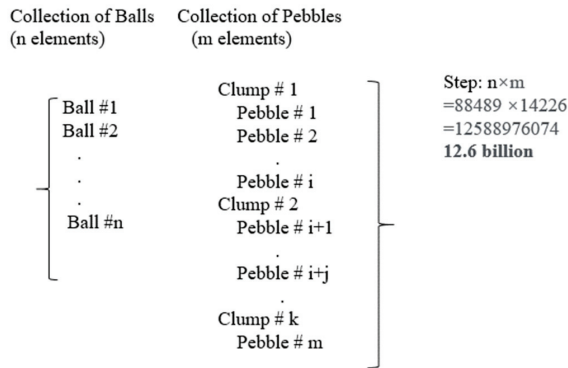 Collection of Balls
(n elements)
Collection of Pebbles
(m elements)
Ball #1
Ball #2
.
.
.
Ball #n
Clump # 1
Pebble # 1
Pebble # 2
.
Pebble # i
Clump # 2
Pebble # i+1
.
Pebble # i+j
.
Clump # k
Pebble # m
Step: n×m
=88489 ×14226
=12588976074
12.6 billion